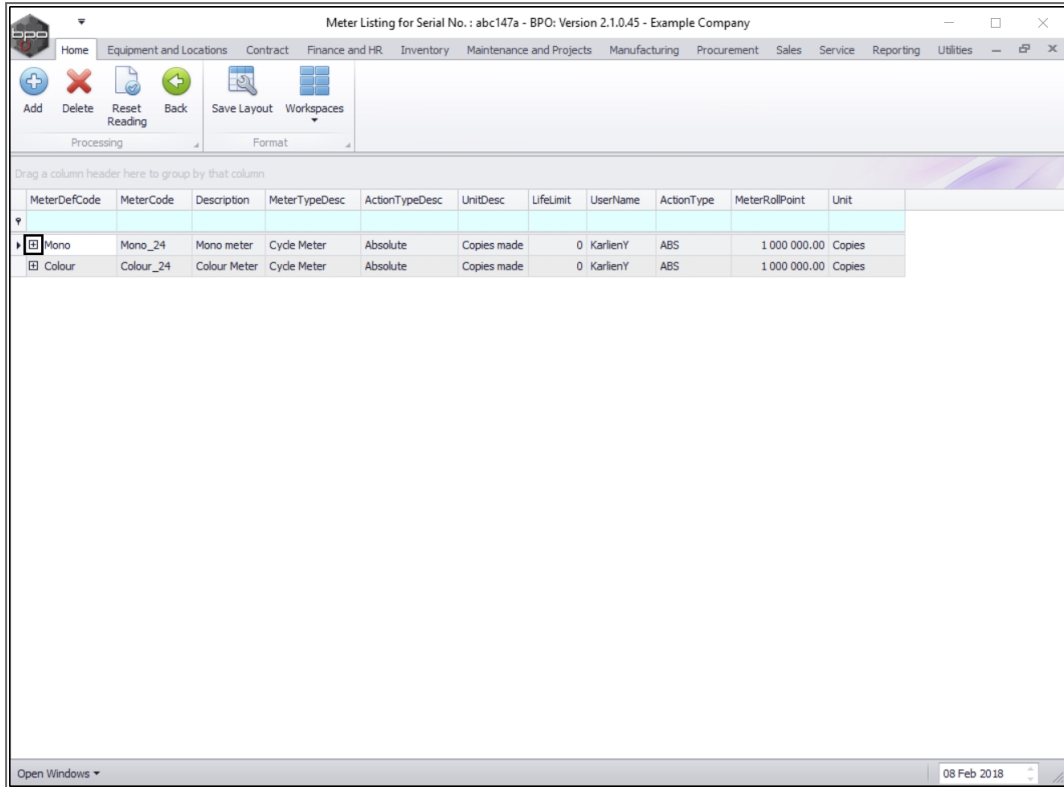 Meter Listing for Serial No. : abc147a - BPO: Version 2.1.0.45 - Example Company
bpo
Home Equipment and Locations Contract Finance and HR Inventory Maintenance and Projects Manufacturing Procurement Sales Service Reporting Utilities
Add Delete Reset Reading Back Save Layout Workspaces
Processing Format
Drag a column header here to group by that column
MeterDefCode MeterCode Description MeterTypeDesc ActionTypeDesc UnitDesc LifeLimit UserName ActionType MeterRollPoint Unit
Mono Mono_24 Mono meter Cycle Meter Absolute Copies made 0 KarlienY ABS 1 000 000.00 Copies
Colour Colour_24 Colour Meter Cycle Meter Absolute Copies made 0 KarlienY ABS 1 000 000.00 Copies
Open Windows 08 Feb 2018